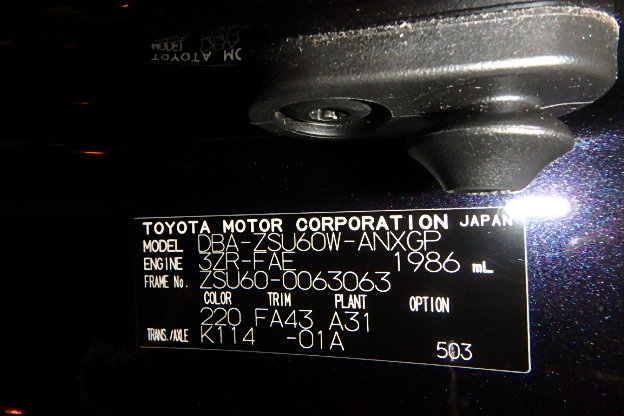 TOYOTA MOTOR CORPORATION JAPAN
MODEL DBA-ZSU60W-ANXGP
ENGINE 3ZR-FAE 1986 mL
FRAME No. ZSU60-0063063
COLOR TRIM PLANT OPTION
220 FA43 A31
TRANS./AXLE K114 -01A
503